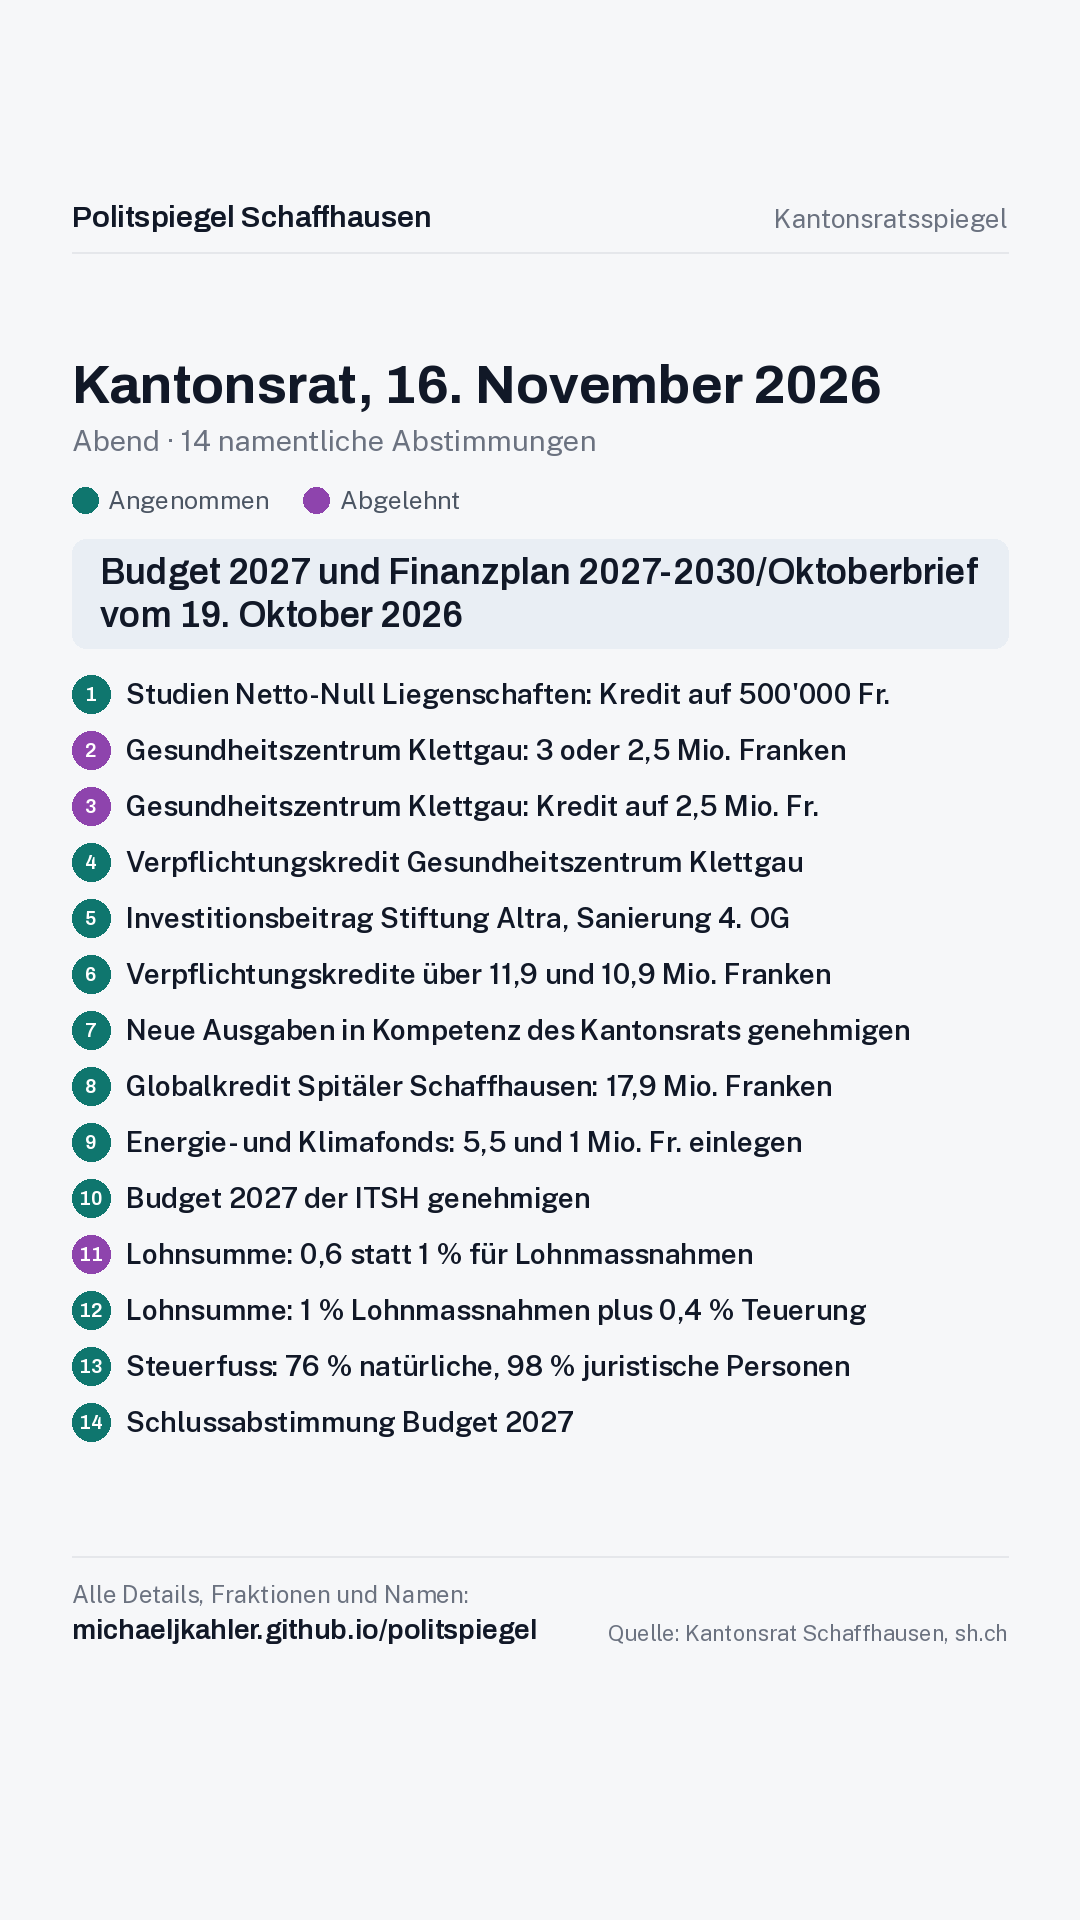 Politspiegel Schaffhausen
Kantonsratsspiegel
Kantonsrat, 16. November 2026
Abend · 14 namentliche Abstimmungen
Angenommen
Abgelehnt
Budget 2027 und Finanzplan 2027-2030/Oktoberbrief
vom 19. Oktober 2026
1 Studien Netto-Null Liegenschaften: Kredit auf 500'000 Fr.
2 Gesundheitszentrum Klettgau: 3 oder 2,5 Mio. Franken
3 Gesundheitszentrum Klettgau: Kredit auf 2,5 Mio. Fr.
4 Verpflichtungskredit Gesundheitszentrum Klettgau
5 Investitionsbeitrag Stiftung Altra, Sanierung 4. OG
6 Verpflichtungskredite über 11,9 und 10,9 Mio. Franken
7 Neue Ausgaben in Kompetenz des Kantonsrats genehmigen
8 Globalkredit Spitäler Schaffhausen: 17,9 Mio. Franken
9 Energie- und Klimafonds: 5,5 und 1 Mio. Fr. einlegen
10 Budget 2027 der ITSH genehmigen
11 Lohnsumme: 0,6 statt 1 % für Lohnmassnahmen
12 Lohnsumme: 1 % Lohnmassnahmen plus 0,4 % Teuerung
13 Steuerfuss: 76 % natürliche, 98 % juristische Personen
14 Schlussabstimmung Budget 2027
Alle Details, Fraktionen und Namen:
michaeljkahler.github.io/politspiegel
Quelle: Kantonsrat Schaffhausen, sh.ch